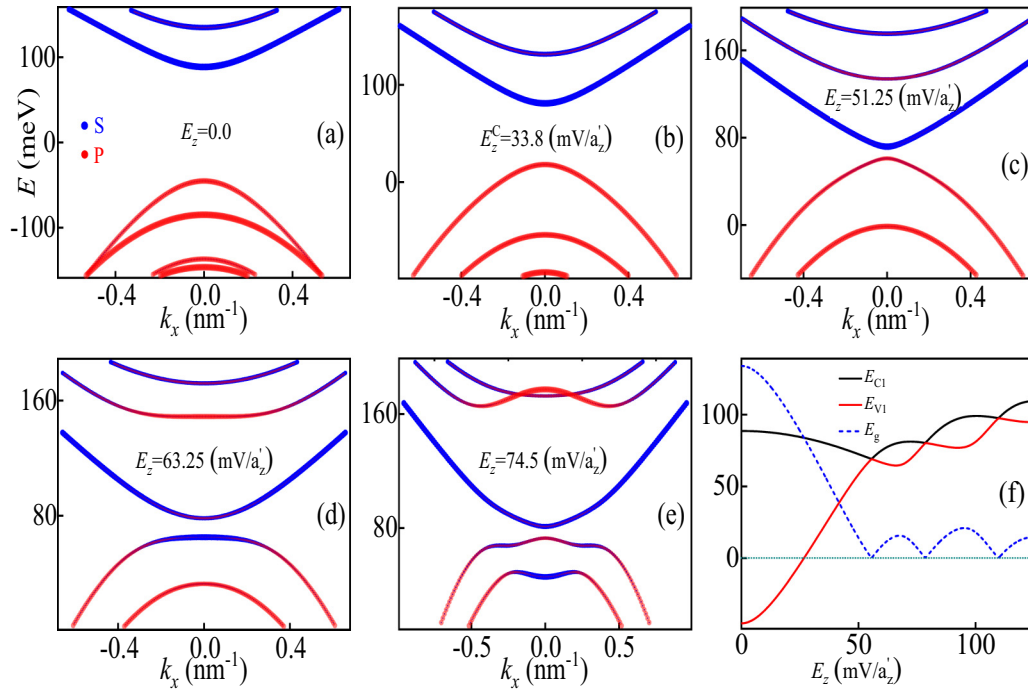 E (meV)
100
0
-100
S
P
E_z=0.0
(a)
-0.4
0.0
0.4
k_x (nm⁻¹)
100
0
E_z^C=33.8 (mV/a'_z)
(b)
-0.4
0.0
0.4
k_x (nm⁻¹)
160
80
0
E_z=51.25 (mV/a'_z)
(c)
-0.4
0.0
0.4
k_x (nm⁻¹)
160
80
E_z=63.25 (mV/a'_z)
(d)
-0.4
0.0
0.4
k_x (nm⁻¹)
160
80
E_z=74.5 (mV/a'_z)
(e)
-0.5
0.0
0.5
k_x (nm⁻¹)
100
50
0
E_C1
E_V1
E_g
(f)
0
50
100
E_z (mV/a'_z)